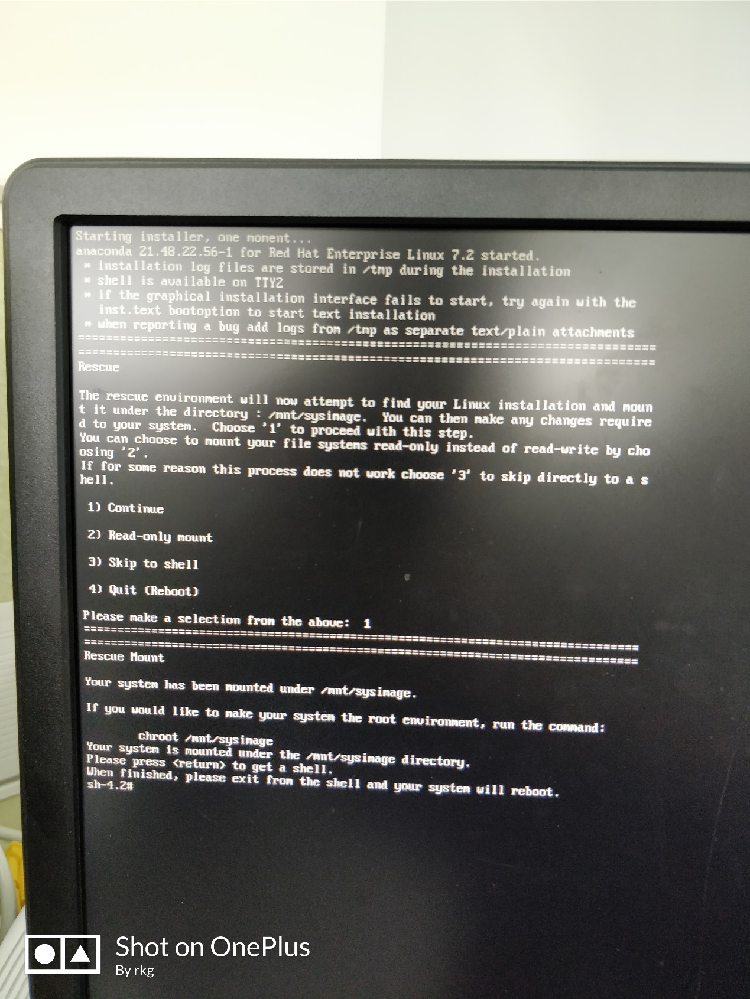 Starting installer, one moment...
anaconda 21.48.22.56-1 for Red Hat Enterprise Linux 7.2 started.
* installation log files are stored in /tmp during the installation
* shell is available on TTY2
* if the graphical installation interface fails to start, try again with the
inst.text bootoption to start text installation
* when reporting a bug add logs from /tmp as separate text/plain attachments
================================================================================
================================================================================
Rescue
The rescue environment will now attempt to find your Linux installation and moun
t it under the directory : /mnt/sysimage.  You can then make any changes require
d to your system.  Choose '1' to proceed with this step.
You can choose to mount your file systems read-only instead of read-write by cho
osing '2'.
If for some reason this process does not work choose '3' to skip directly to a s
hell.
1) Continue
2) Read-only mount
3) Skip to shell
4) Quit (Reboot)
Please make a selection from the above:  1
================================================================================
================================================================================
Rescue Mount
Your system has been mounted under /mnt/sysimage.
If you would like to make your system the root environment, run the command:
chroot /mnt/sysimage
Your system is mounted under the /mnt/sysimage directory.
Please press <return> to get a shell.
When finished, please exit from the shell and your system will reboot.
sh-4.2#
Shot on OnePlus
By rkg